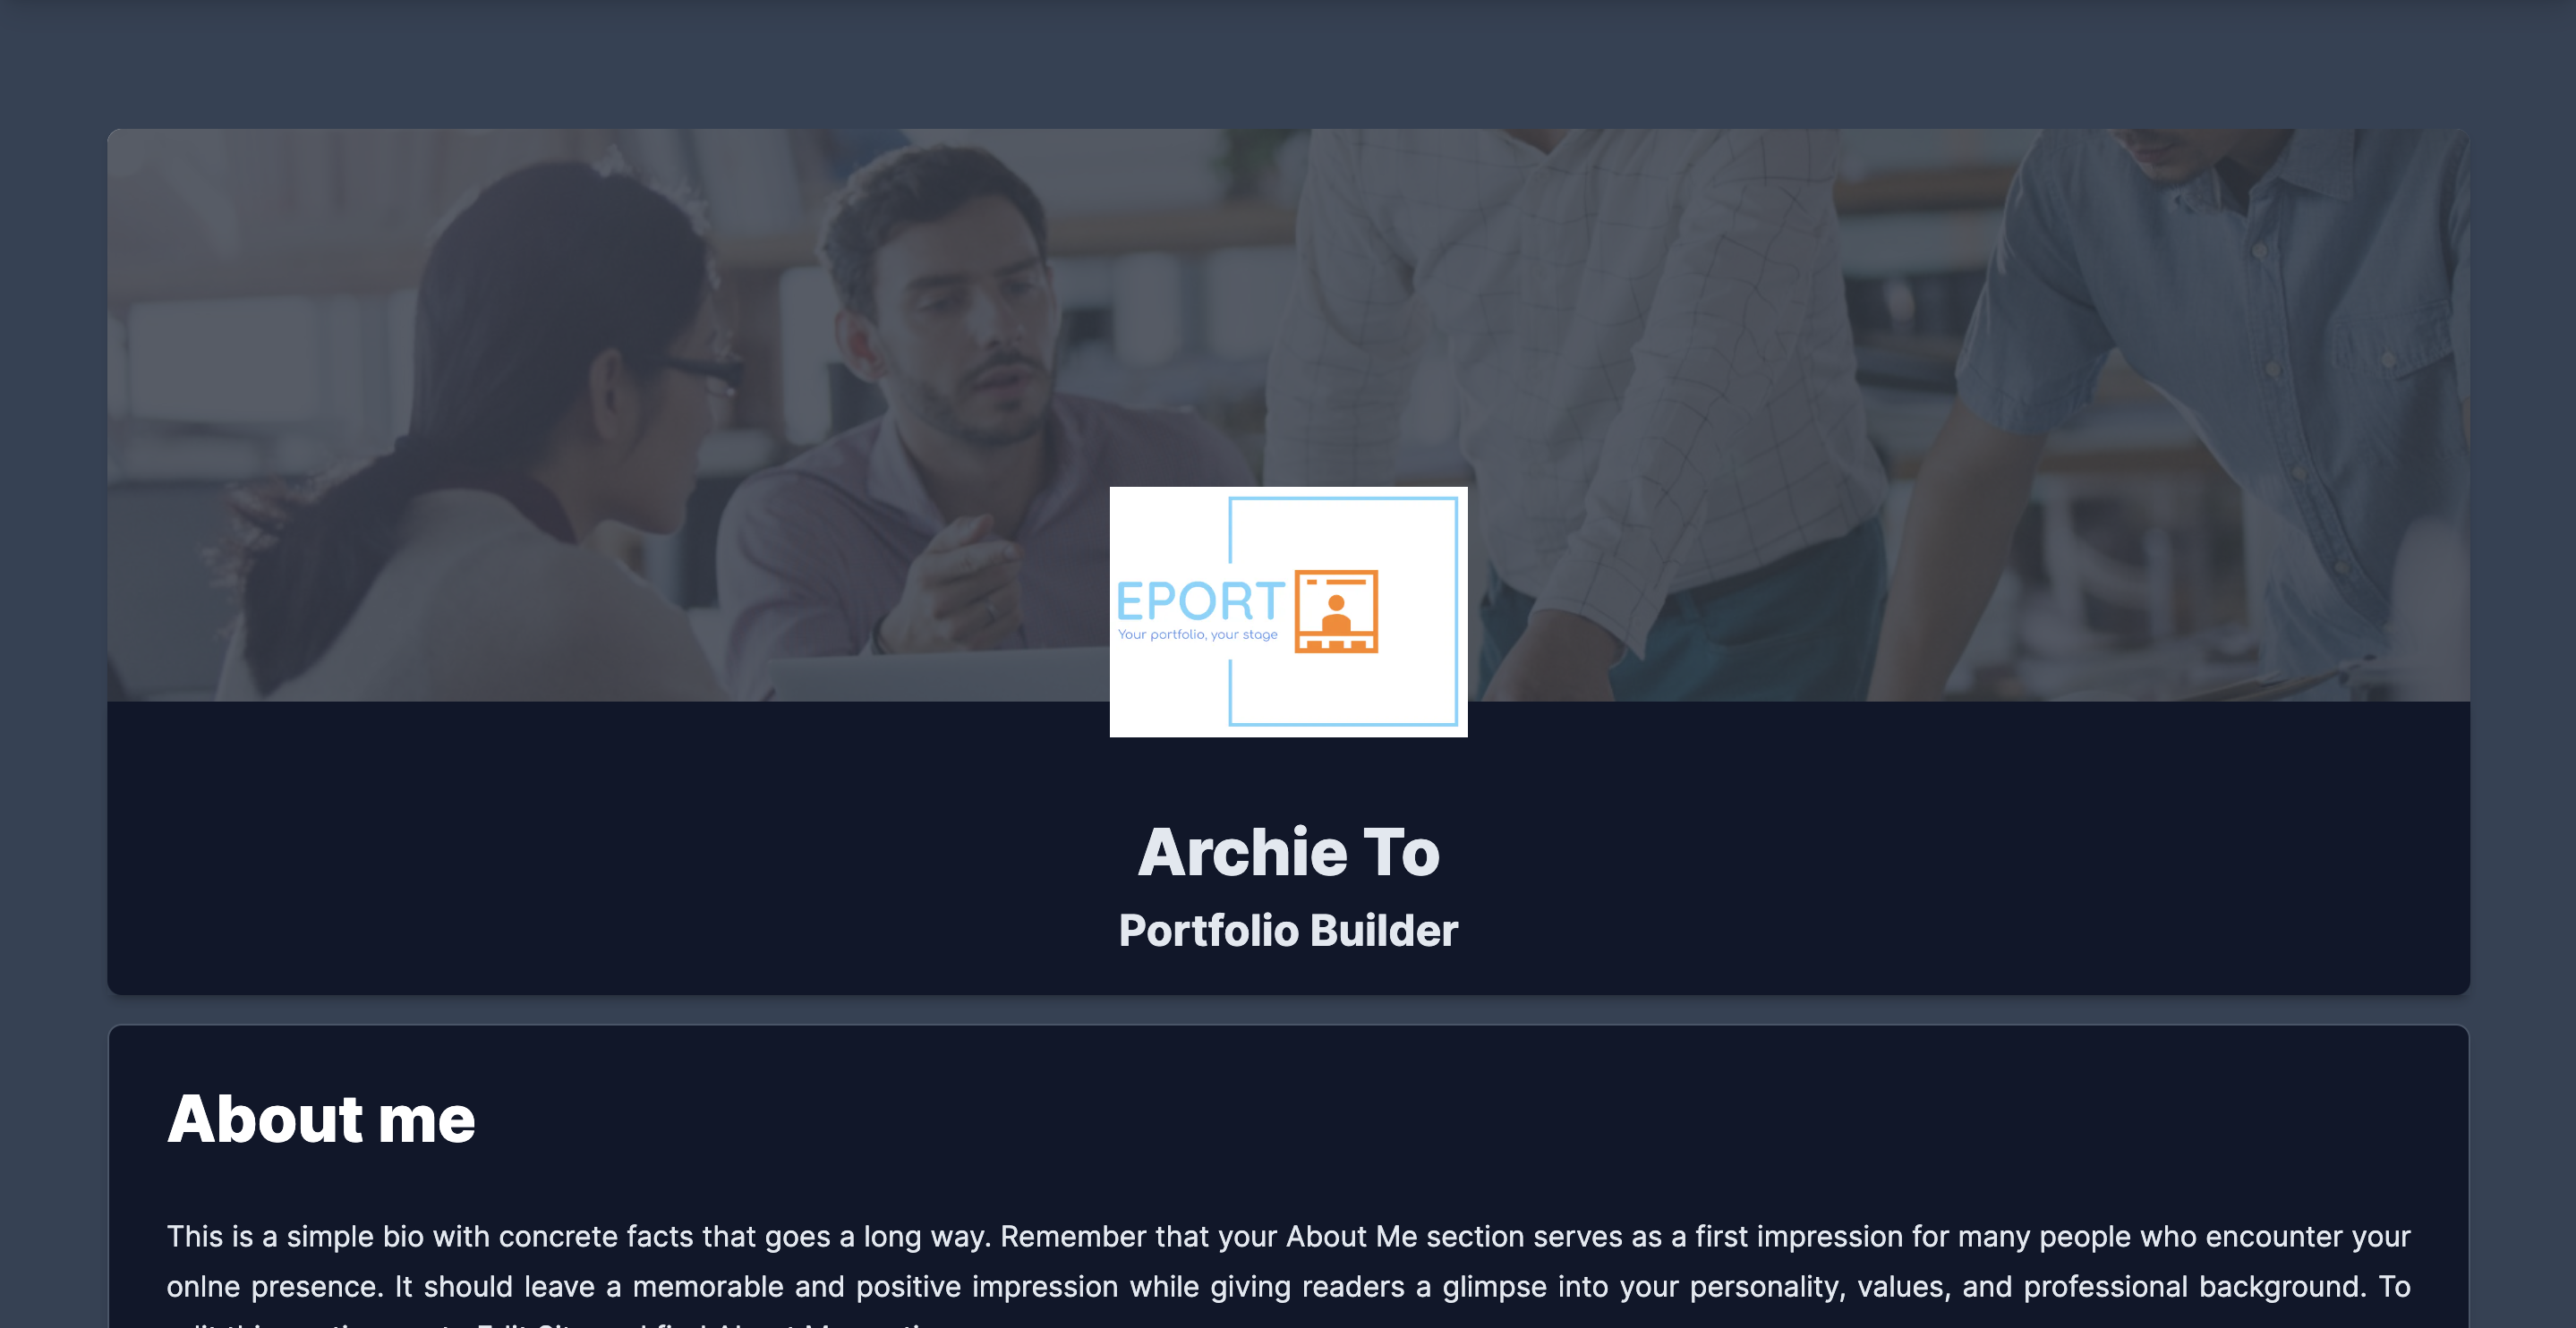 EPORT
Your portfolio, your stage
Archie To
Portfolio Builder
About me
This is a simple bio with concrete facts that goes a long way. Remember that your About Me section serves as a first impression for many people who encounter your
onlne presence. It should leave a memorable and positive impression while giving readers a glimpse into your personality, values, and professional background. To